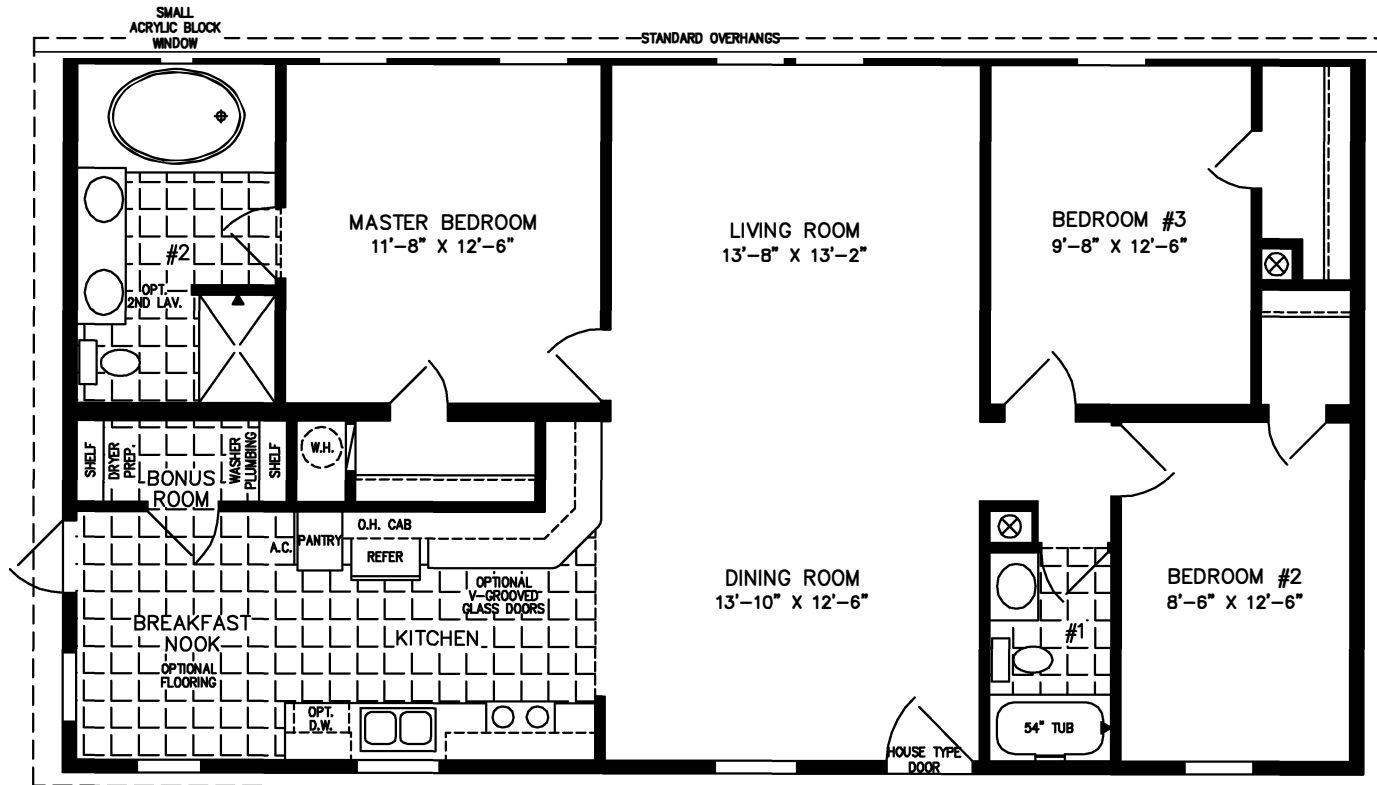 SMALL
ACRYLIC BLOCK
WINDOW
STANDARD OVERHANGS
MASTER BEDROOM
11'-8" X 12'-6"
LIVING ROOM
13'-8" X 13'-2"
BEDROOM #3
9'-8" X 12'-6"
#2
OPT.
2ND LAV.
SHELF
DRYER
PREP.
WASHER
PLUMBING
SHELF
W.H.
BONUS
ROOM
A.C.
PANTRY
O.H. CAB
REFER
OPTIONAL
V-GROOVED
GLASS DOORS
DINING ROOM
13'-10" X 12'-6"
BEDROOM #2
8'-6" X 12'-6"
BREAKFAST
NOOK
OPTIONAL
FLOORING
KITCHEN
#1
OPT.
D.W.
54" TUB
HOUSE TYPE
DOOR